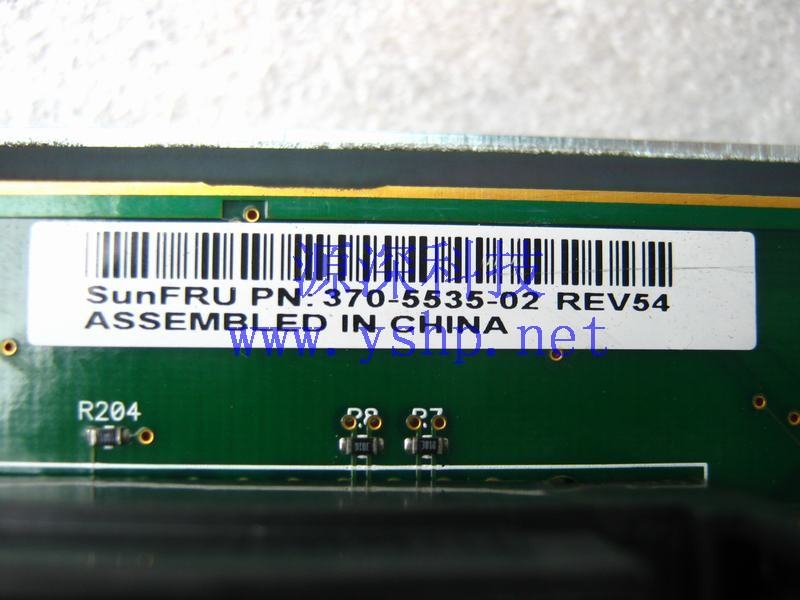 源深科技
SunFRU PN: 370-5535-02 REV54
ASSEMBLED IN CHINA
www.yshp.net
R204
R8
R7